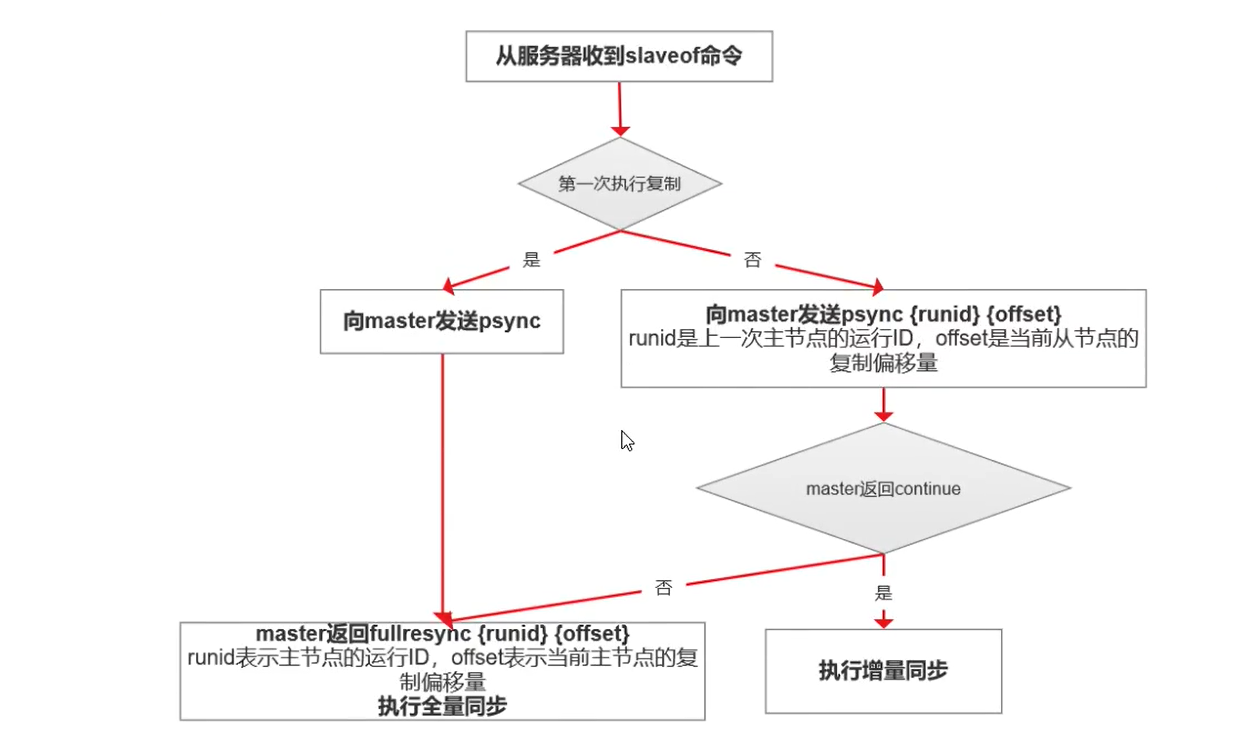 从服务器收到slaveof命令
第一次执行复制
是
否
向master发送psync
向master发送psync {runid} {offset}
runid是上一次主节点的运行ID，offset是当前从节点的
复制偏移量
master返回continue
否
是
master返回fullresync {runid} {offset}
runid表示主节点的运行ID，offset表示当前主节点的复
制偏移量
执行全量同步
执行增量同步